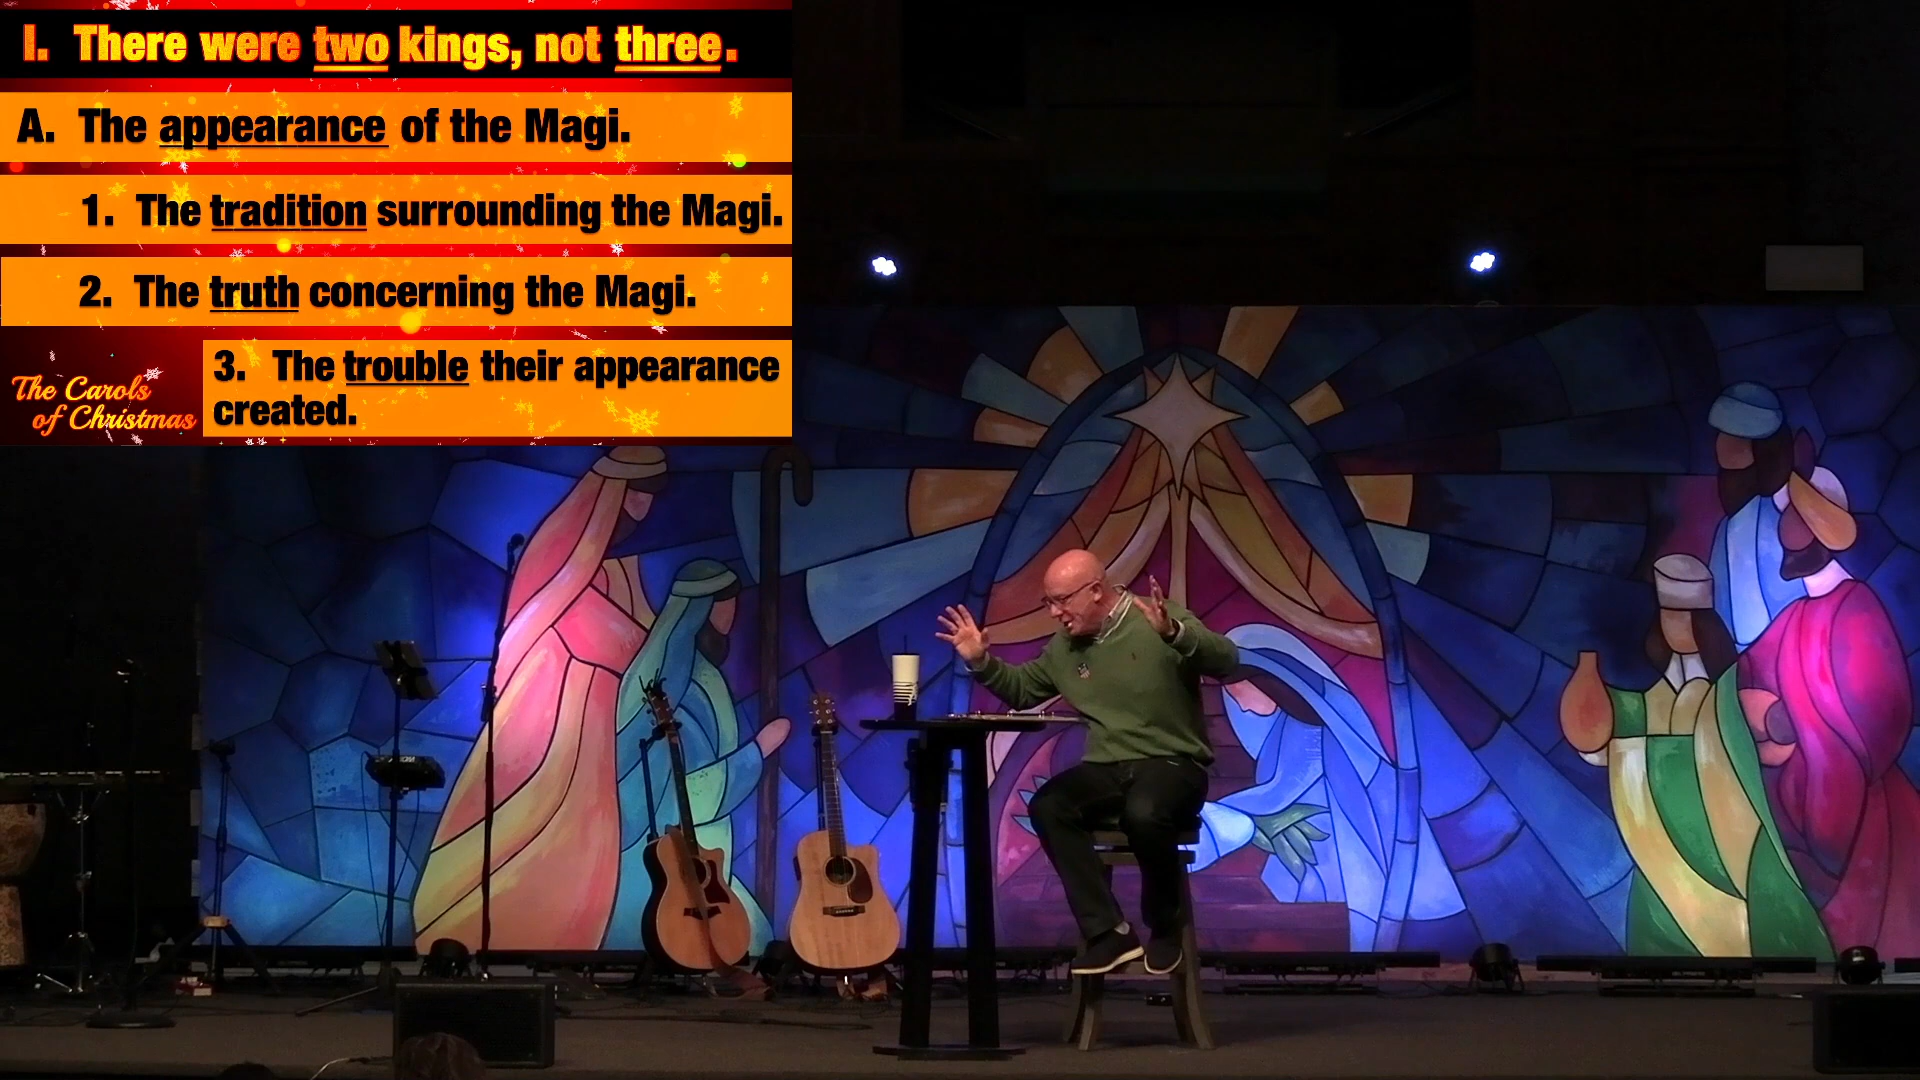 I. There were two kings, not three.
A. The appearance of the Magi.
1. The tradition surrounding the Magi.
2. The truth concerning the Magi.
3. The trouble their appearance
created.
The Carols
of Christmas